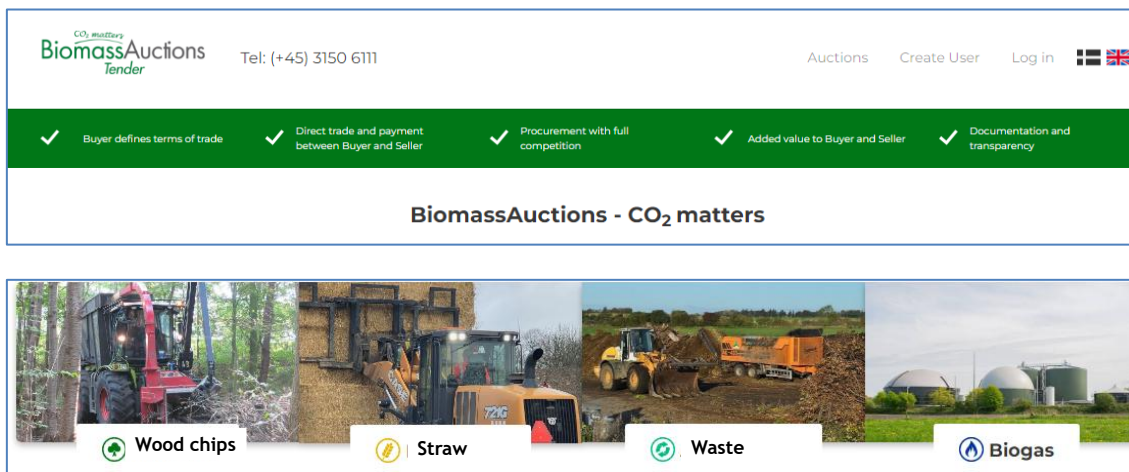 CO₂ matters
BiomassAuctions
Tender
Tel: (+45) 3150 6111
Auctions
Create User
Log in
Buyer defines terms of trade
Direct trade and payment
between Buyer and Seller
Procurement with full
competition
Added value to Buyer and Seller
Documentation and
transparency
BiomassAuctions - CO₂ matters
721G
Wood chips
Straw
Waste
Biogas